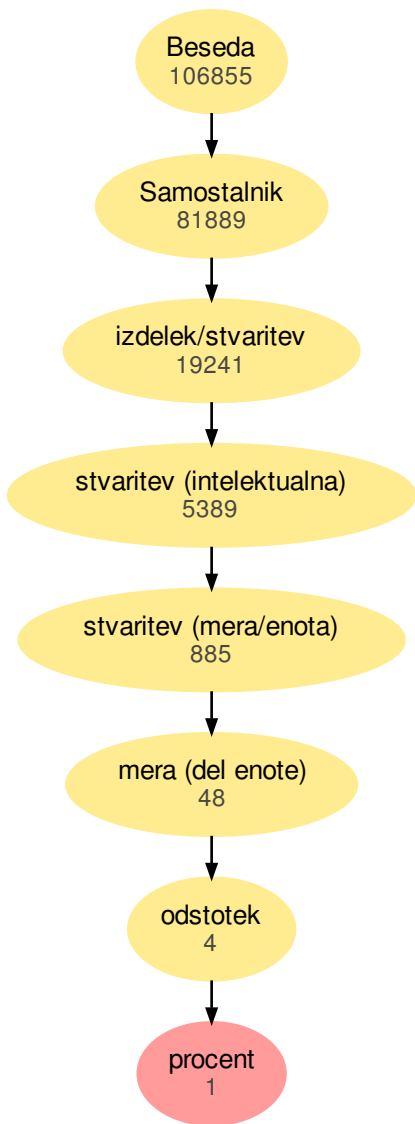 Beseda
106855
Samostalnik
81889
izdelek/stvaritev
19241
stvaritev (intelektualna)
5389
stvaritev (mera/enota)
885
mera (del enote)
48
odstotek
4
procent
1